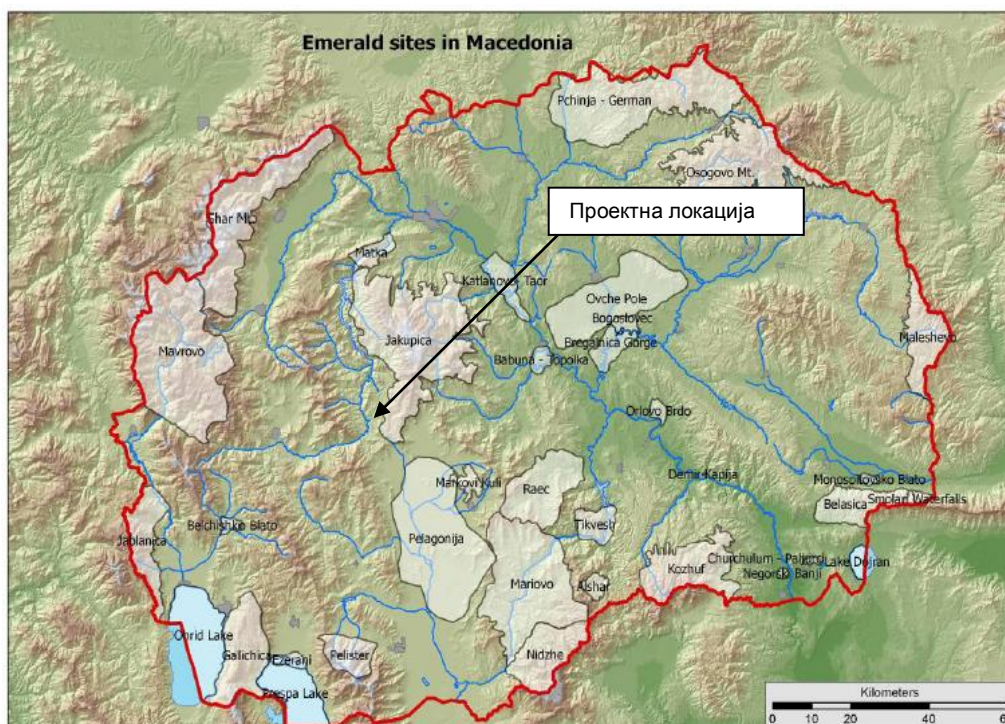 Emerald sites in Macedonia
Pchinja - German
Osogovo Mt.
Проектна локација
Shar Mt.
Matka
Katlanovo - Taor
Ovche Pole
Bogoslovec
Mavrovo
Jakupica
Bregalnica Gorge
Maleshevo
Babuna - Topolka
Orlovo Brdo
Markovi Kuli
Raec
Demir Kapija
Monospitovsko Blato
Belchishko Blato
Pelagonija
Tikvesh
Belasica
Smolari Waterfalls
Jablanica
Mariovo
Alshar
Kozhuf
Lake Dojran
Negorski Banji
Ohrid Lake
Galichica
Ezerani
Pelister
Nidzhe
Prespa Lake
Kilometers
0 10 20 40